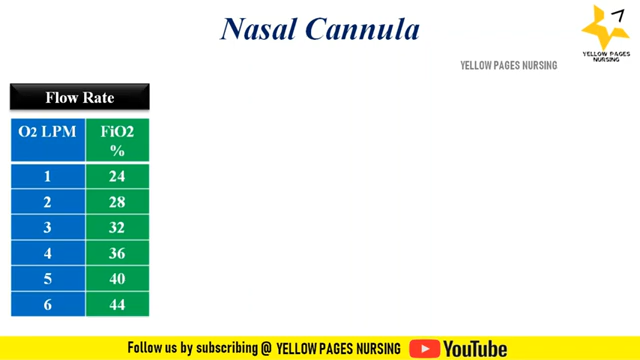 Nasal Cannula
YELLOW PAGES
NURSING
YELLOW PAGES NURSING
Flow Rate
O2 LPM FiO2 %
1 24
2 28
3 32
4 36
5 40
6 44
Follow us by subscribing @ YELLOW PAGES NURSING YouTube